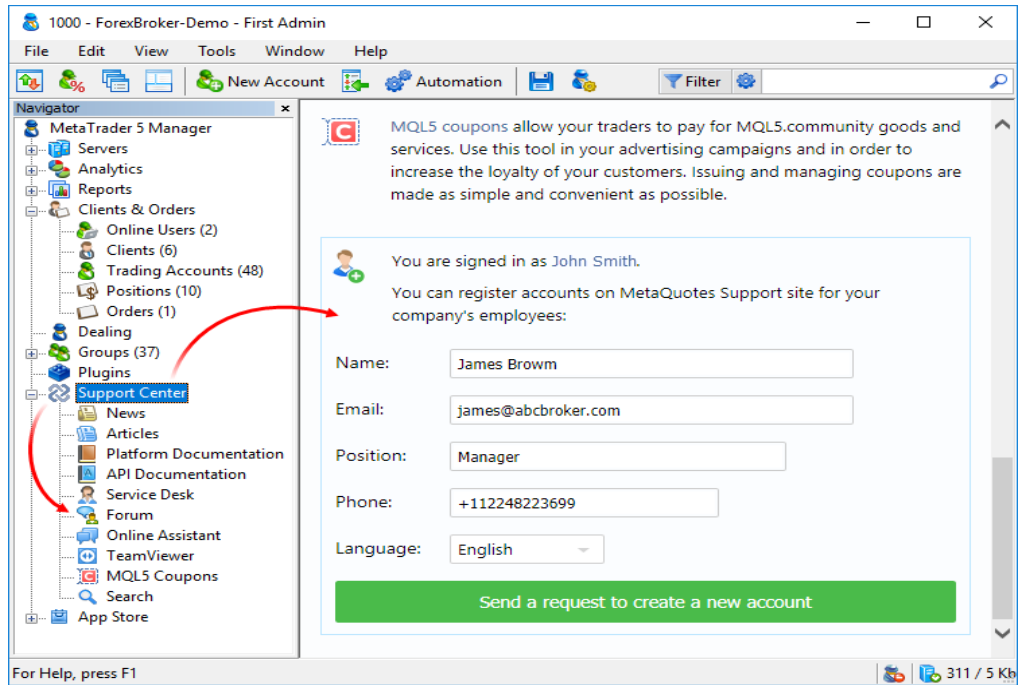 1000 - ForexBroker-Demo - First Admin
File Edit View Tools Window Help
New Account Automation Filter
Navigator
MetaTrader 5 Manager
Servers
Analytics
Reports
Clients & Orders
Online Users (2)
Clients (6)
Trading Accounts (48)
Positions (10)
Orders (1)
Dealing
Groups (37)
Plugins
Support Center
News
Articles
Platform Documentation
API Documentation
Service Desk
Forum
Online Assistant
TeamViewer
MQL5 Coupons
Search
App Store
MQL5 coupons allow your traders to pay for MQL5.community goods and
services. Use this tool in your advertising campaigns and in order to
increase the loyalty of your customers. Issuing and managing coupons are
made as simple and convenient as possible.
You are signed in as John Smith.
You can register accounts on MetaQuotes Support site for your
company's employees:
Name: James Browm
Email: james@abcbroker.com
Position: Manager
Phone: +112248223699
Language: English
Send a request to create a new account
For Help, press F1 311 / 5 Kb